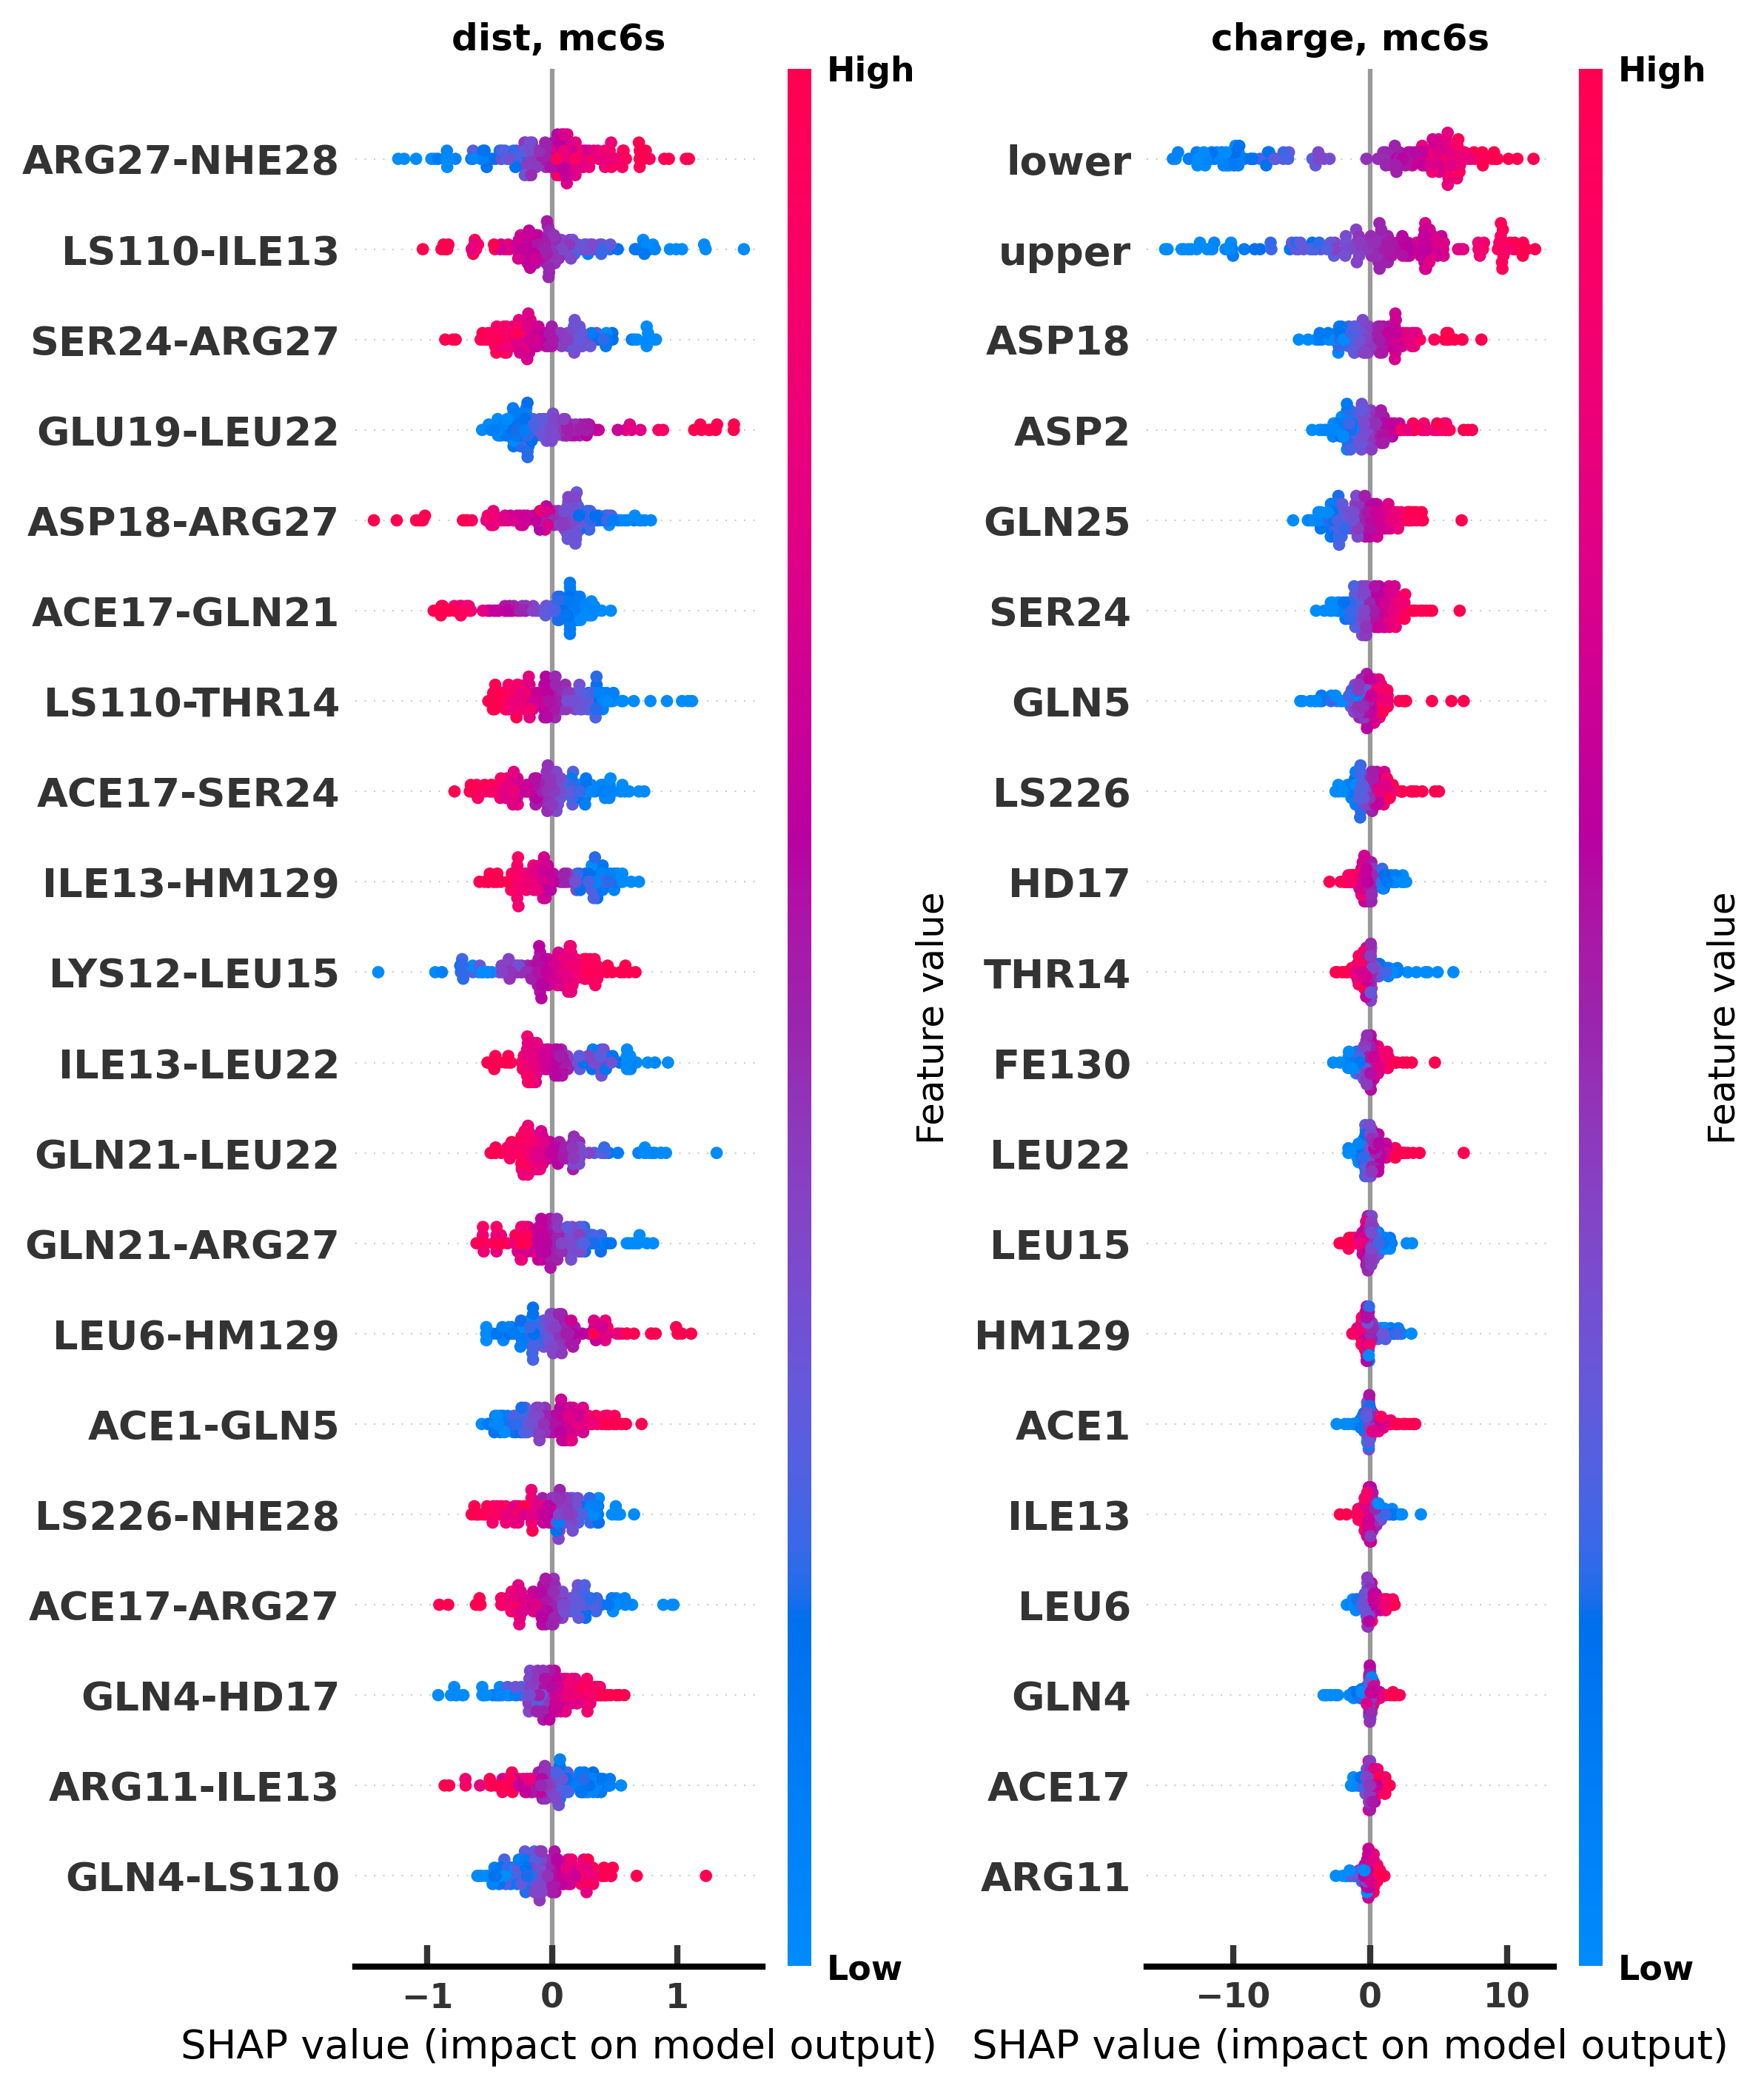 dist, mc6s
High
ARG27-NHE28
LS110-ILE13
SER24-ARG27
GLU19-LEU22
ASP18-ARG27
ACE17-GLN21
LS110-THR14
ACE17-SER24
ILE13-HM129
LYS12-LEU15
ILE13-LEU22
GLN21-LEU22
GLN21-ARG27
LEU6-HM129
ACE1-GLN5
LS226-NHE28
ACE17-ARG27
GLN4-HD17
ARG11-ILE13
GLN4-LS110
Feature value
Low
−1 0 1
SHAP value (impact on model output)
charge, mc6s
High
lower
upper
ASP18
ASP2
GLN25
SER24
GLN5
LS226
HD17
THR14
FE130
LEU22
LEU15
HM129
ACE1
ILE13
LEU6
GLN4
ACE17
ARG11
Feature value
Low
−10 0 10
SHAP value (impact on model output)